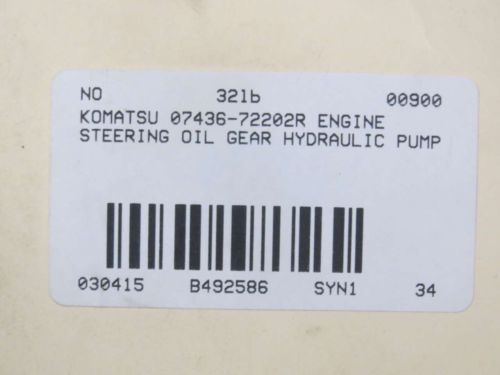 NO 321b 00900
KOMATSU 07436-72202R ENGINE
STEERING OIL GEAR HYDRAULIC PUMP
030415 B492586 SYN1 34